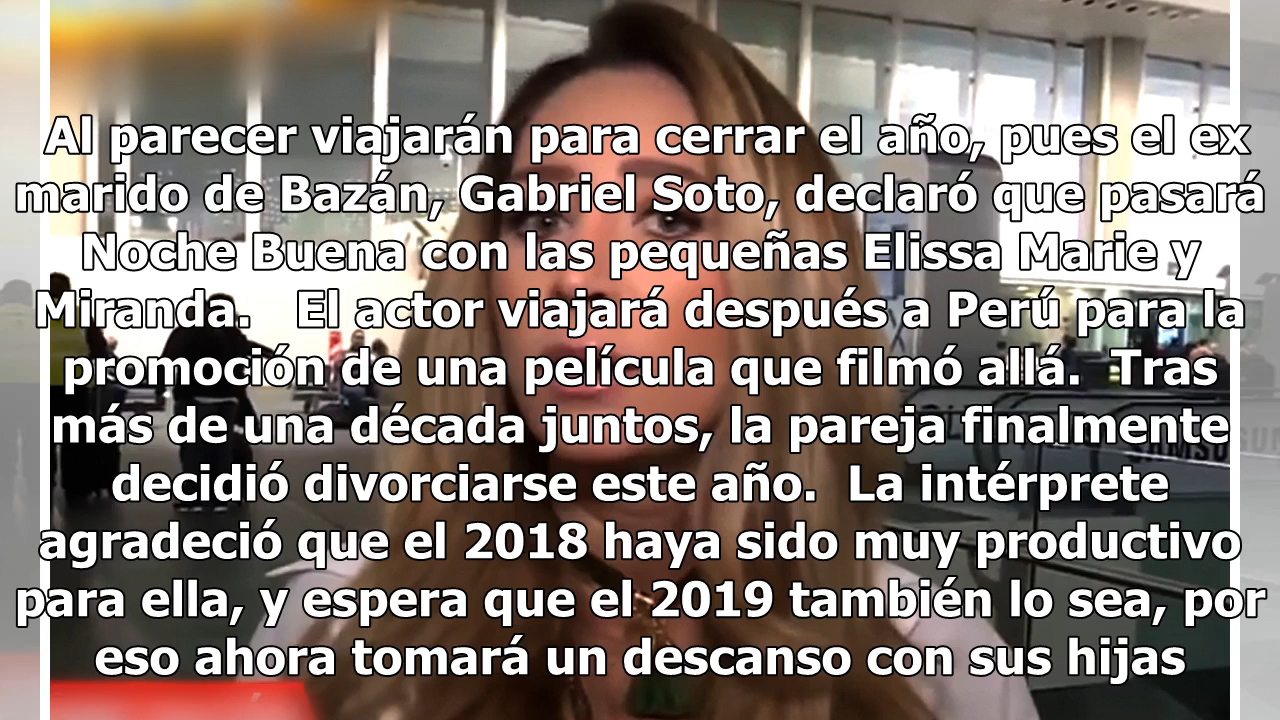 Al parecer viajarán para cerrar el año, pues el ex
marido de Bazán, Gabriel Soto, declaró que pasará
Noche Buena con las pequeñas Elissa Marie y
Miranda. El actor viajará después a Perú para la
promoción de una película que filmó allá. Tras
más de una década juntos, la pareja finalmente
decidió divorciarse este año. La intérprete
agradeció que el 2018 haya sido muy productivo
para ella, y espera que el 2019 también lo sea, por
eso ahora tomará un descanso con sus hijas